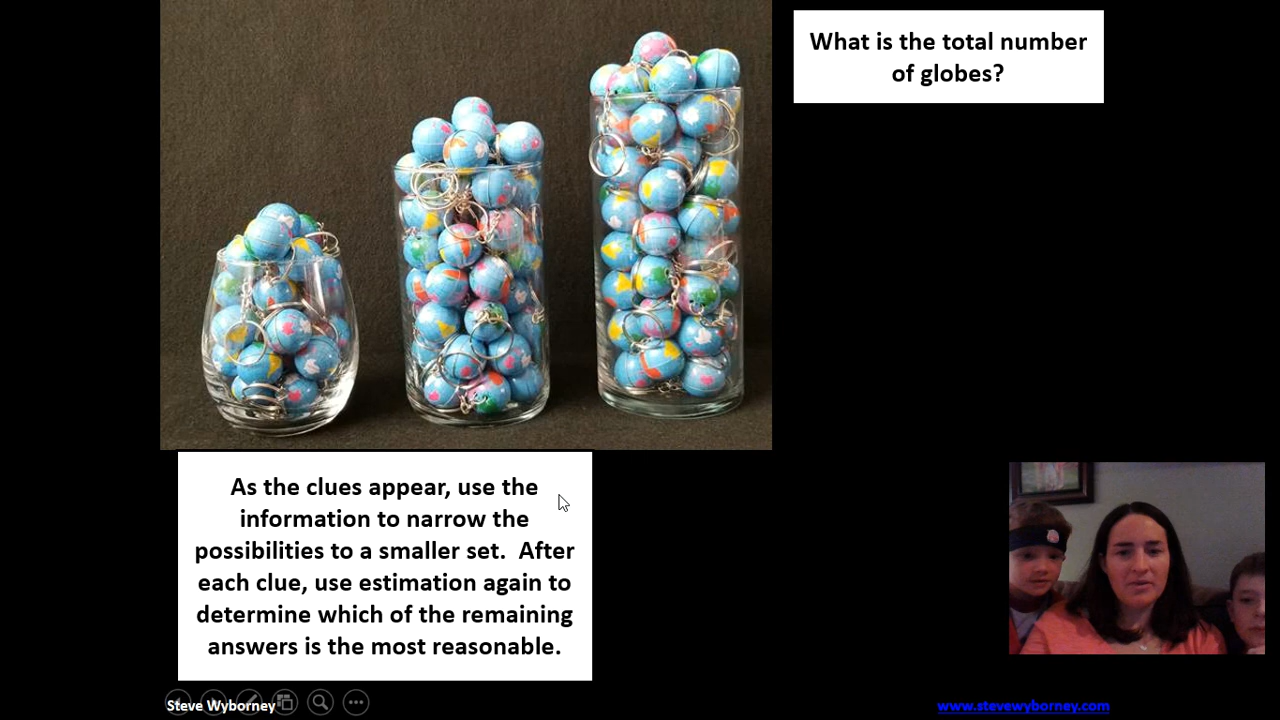 What is the total number
of globes?
As the clues appear, use the
information to narrow the
possibilities to a smaller set.  After
each clue, use estimation again to
determine which of the remaining
answers is the most reasonable.
Steve Wyborney
www.stevewyborney.com